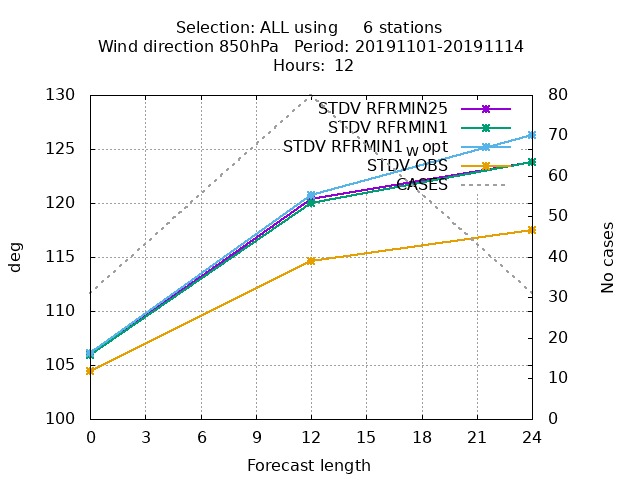 Selection: ALL using     6 stations
Wind direction 850hPa   Period: 20191101-20191114
Hours: 12
STDV RFRMIN25
STDV RFRMIN1
STDV RFRMIN1_W opt
STDV OBS
CASES
130
125
120
115
110
105
100
80
70
60
50
40
30
20
10
0
deg
No cases
0 3 6 9 12 15 18 21 24
Forecast length